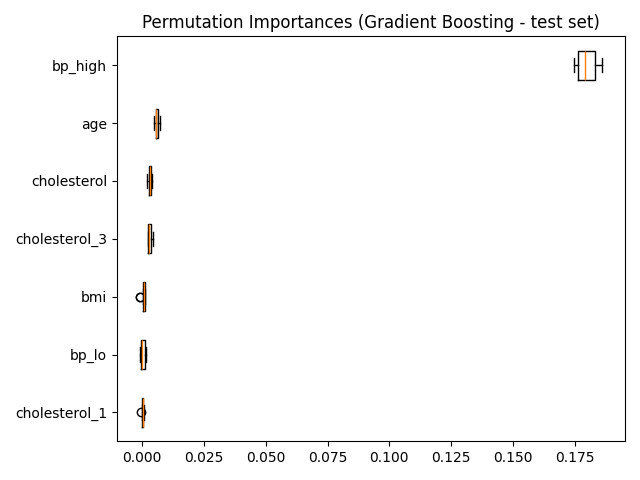 Permutation Importances (Gradient Boosting - test set)
bp_high
age
cholesterol
cholesterol_3
bmi
bp_lo
cholesterol_1
0.000 0.025 0.050 0.075 0.100 0.125 0.150 0.175